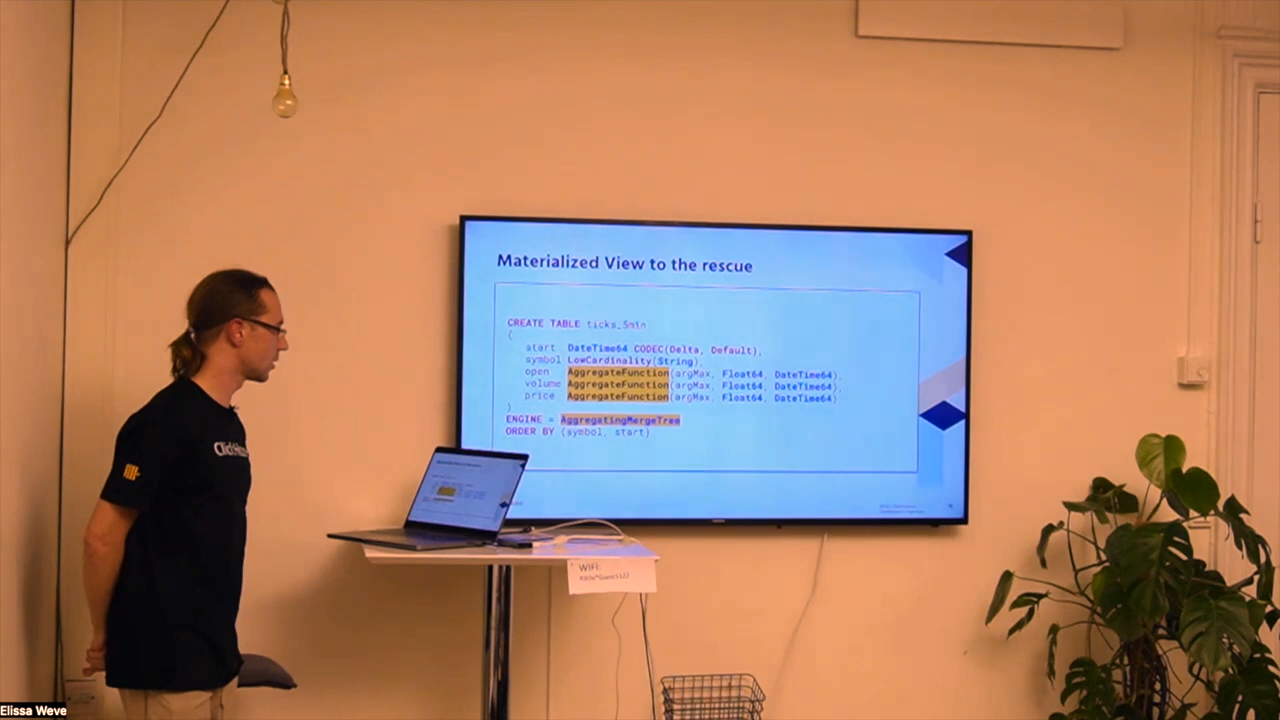 Materialized View to the rescue
CREATE TABLE ticks_5min
(
start DateTime64 CODEC(Delta, Default),
symbol LowCardinality(String),
open AggregateFunction(argMax, Float64, DateTime64),
volume AggregateFunction(argMax, Float64, DateTime64),
price AggregateFunction(argMax, Float64, DateTime64)
)
ENGINE = AggregatingMergeTree
ORDER BY (symbol, start)
WIFI:
Elissa Weve